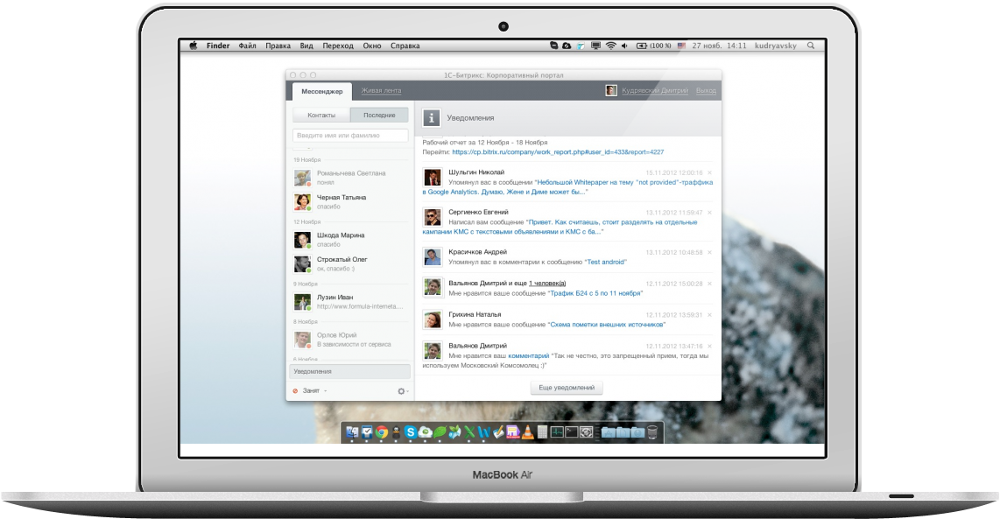 Finder Файл Правка Вид Переход Окно Справка
(100 %) 27 нояб. 14:11 kudryavsky
1С-Битрикс: Корпоративный портал
Мессенджер Живая лента Кудрявский Дмитрий Выход
Контакты Последние
Введите имя или фамилию
19 Ноября
Романычева Светлана
понял
Черная Татьяна
спасибо
12 Ноября
Шкода Марина
спасибо
Строкатый Олег
ок, спасибо :)
9 Ноября
Лузин Иван
http://www.formula-interneta....
8 Ноября
Орлов Юрий
В зависимости от сервиса
6 Ноября
Уведомления
Занят
Уведомления
Рабочий отчет за 12 Ноября - 18 Ноября
Перейти: https://cp.bitrix.ru/company/work_report.php#user_id=433&report=4227
Шульгин Николай 15.11.2012 12:00:16
Упомянул вас в сообщении "Небольшой Whitepaper на тему "not provided"-траффика
в Google Analytics. Думаю, Жене и Диме может бы..."
Сергиенко Евгений 13.11.2012 11:59:47
Написал вам сообщение "Привет. Как считаешь, стоит разделять на отдельные
кампании КМС с текстовыми объявлениями и КМС с ба..."
Красичков Андрей 13.11.2012 10:48:58
Упомянул вас в комментарии к сообщению "Test android"
Вальянов Дмитрий и еще 1 человек(а) 12.11.2012 15:00:28
Мне нравится ваше сообщение "Трафик Б24 с 5 по 11 ноября"
Грихина Наталья 12.11.2012 13:59:31
Мне нравится ваше сообщение "Схема пометки внешних источников"
Вальянов Дмитрий 12.11.2012 13:47:18
Мне нравится ваш комментарий "Так не честно, это запрещенный прием, тогда мы
используем Московский Комсомолец :)"
Еще уведомлений
MacBook Air